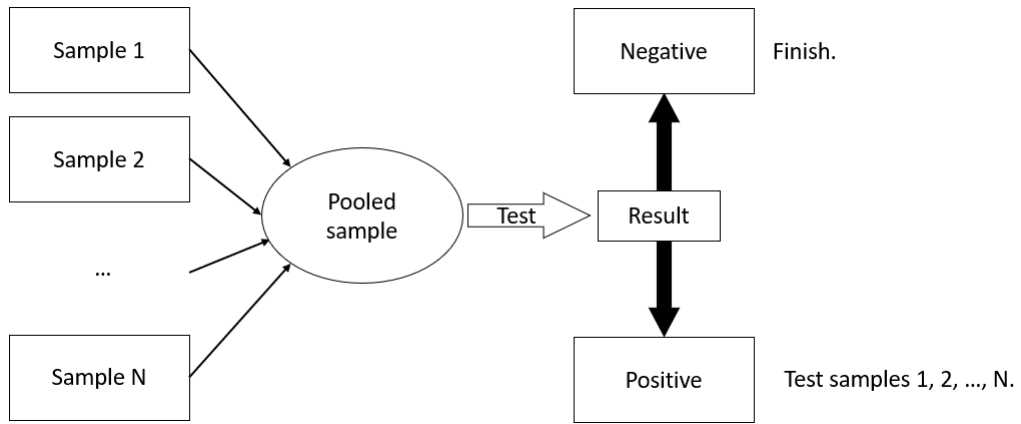 Sample 1
Sample 2
...
Sample N
Pooled
sample
Test
Result
Negative
Finish.
Positive
Test samples 1, 2, ..., N.